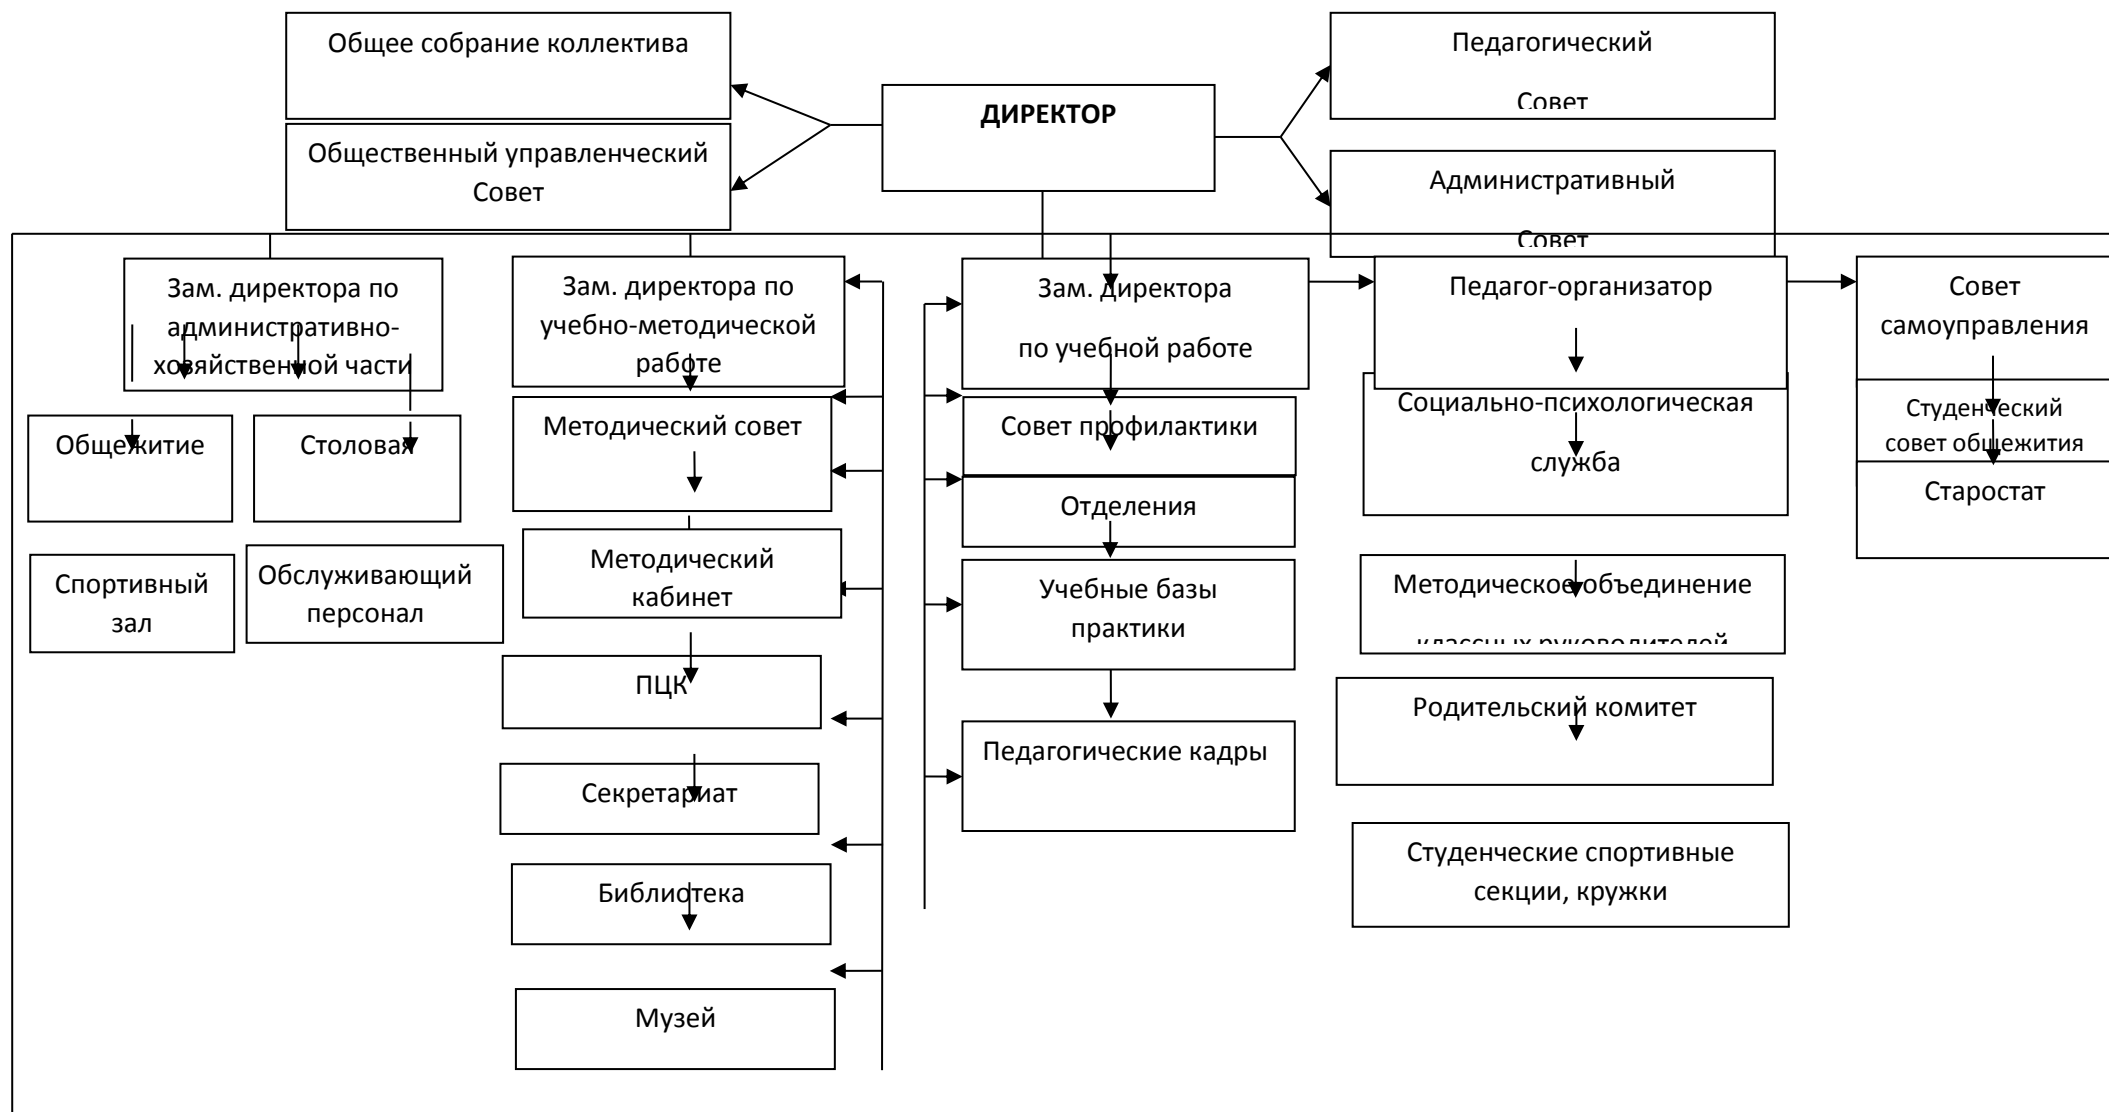 Общее собрание коллектива
Педагогический
Совет
ДИРЕКТОР
Общественный управленческий
Совет
Административный
Совет
Зам. директора по
административно-
хозяйственной части
Зам. директора по
учебно-методической
работе
Зам. директора
по учебной работе
Педагог-организатор
Совет
самоуправления
Общежитие
Столовая
Методический совет
Совет профилактики
Социально-психологическая
служба
Студенческий
совет общежития
Старостат
Отделения
Спортивный
зал
Обслуживающий
персонал
Методический
кабинет
Учебные базы
практики
Методическое объединение
классных руководителей
ПЦК
Родительский комитет
Педагогические кадры
Секретариат
Студенческие спортивные
секции, кружки
Библиотека
Музей